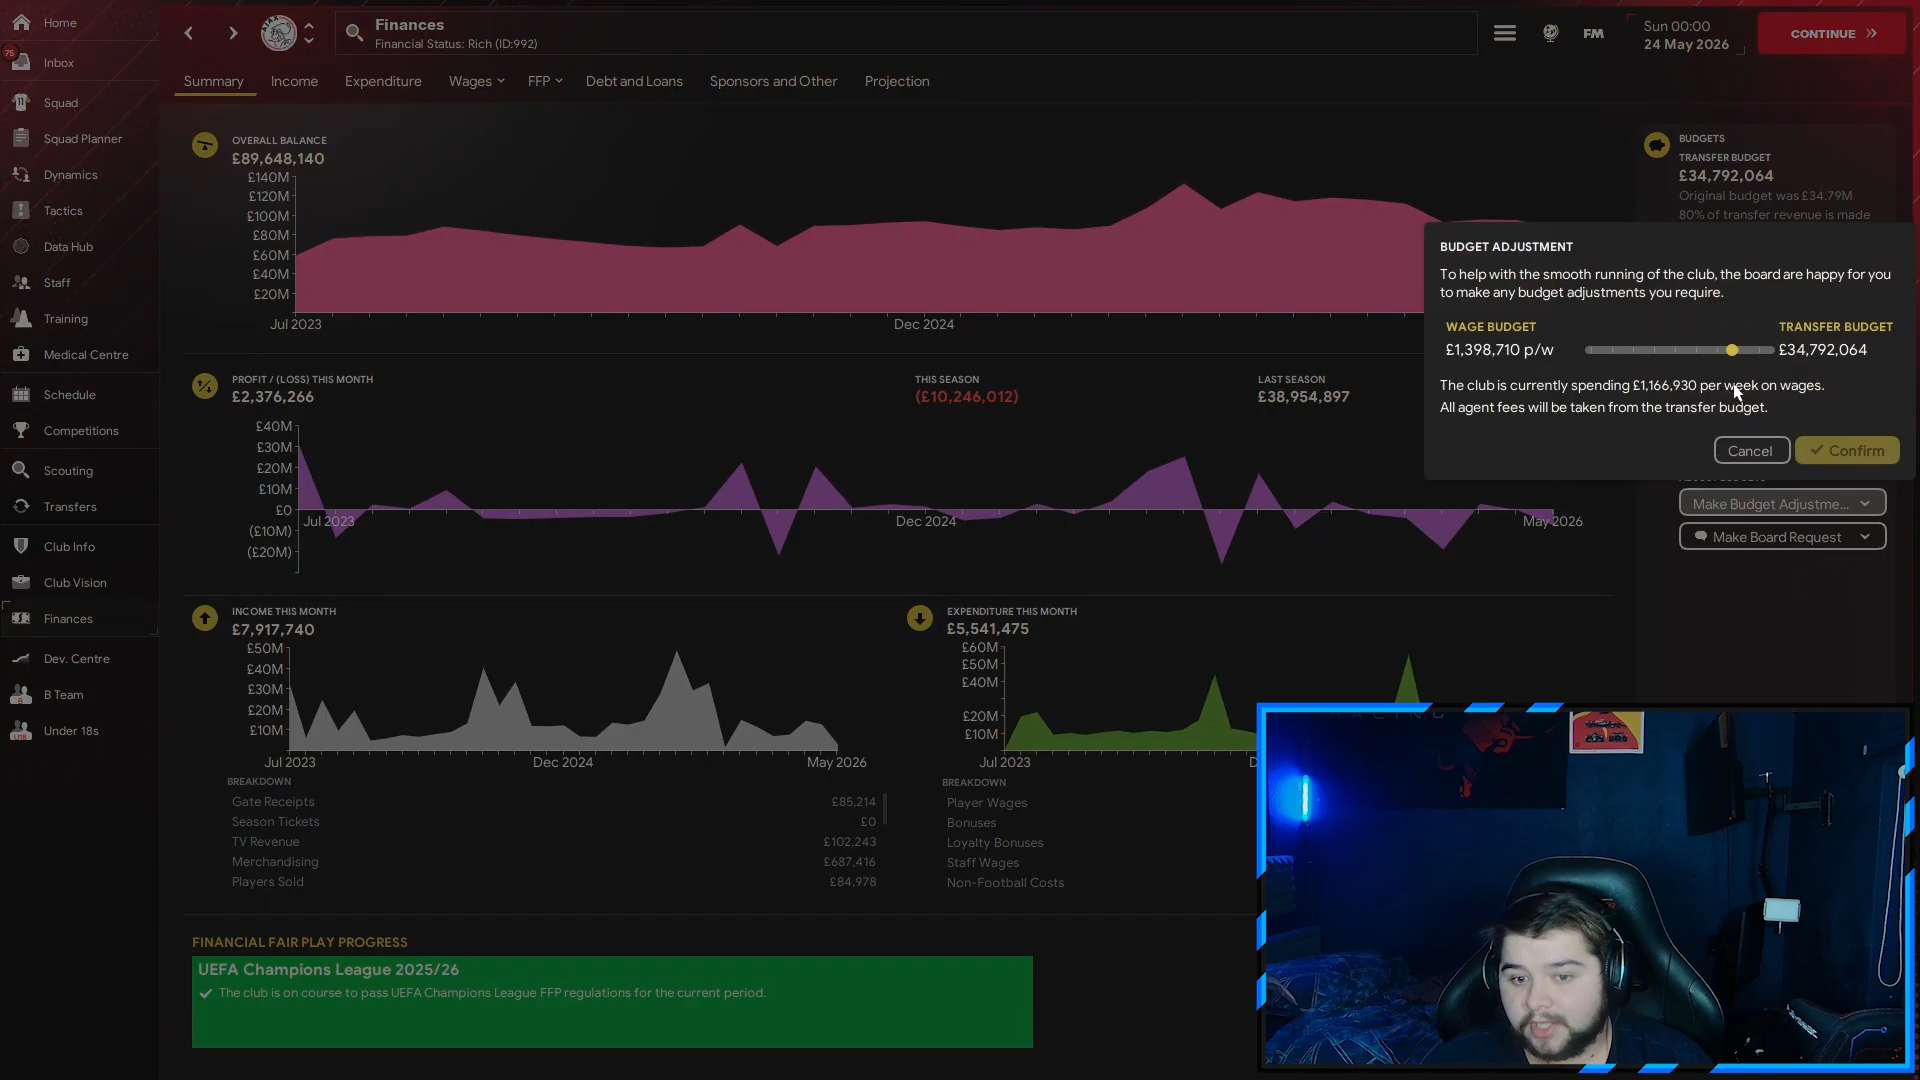 Home
75
Inbox
Squad
Squad Planner
Dynamics
Tactics
Data Hub
Staff
Training
Medical Centre
Schedule
Competitions
Scouting
Transfers
Club Info
Club Vision
Finances
Dev. Centre
B Team
Under 18s
AJAX
Finances
Financial Status: Rich (ID:992)
FM
Sun 00:00
24 May 2026
CONTINUE
Summary
Income
Expenditure
Wages
FFP
Debt and Loans
Sponsors and Other
Projection
OVERALL BALANCE
£89,648,140
£140M
£120M
£100M
£80M
£60M
£40M
£20M
Jul 2023
Dec 2024
BUDGETS
TRANSFER BUDGET
£34,792,064
Original budget was £34.79M
80% of transfer revenue is made
BUDGET ADJUSTMENT
To help with the smooth running of the club, the board are happy for you
to make any budget adjustments you require.
WAGE BUDGET
TRANSFER BUDGET
£1,398,710 p/w
£34,792,064
The club is currently spending £1,166,930 per week on wages.
All agent fees will be taken from the transfer budget.
Cancel
Confirm
Make Budget Adjustme...
Make Board Request
PROFIT / (LOSS) THIS MONTH
£2,376,266
THIS SEASON
(£10,246,012)
LAST SEASON
£38,954,897
£40M
£30M
£20M
£10M
£0
(£10M)
(£20M)
Jul 2023
Dec 2024
May 2026
INCOME THIS MONTH
£7,917,740
£50M
£40M
£30M
£20M
£10M
Jul 2023
Dec 2024
May 2026
BREAKDOWN
Gate Receipts £85,214
Season Tickets £0
TV Revenue £102,243
Merchandising £687,416
Players Sold £84,978
EXPENDITURE THIS MONTH
£5,541,475
£60M
£50M
£40M
£20M
£10M
Jul 2023
BREAKDOWN
Player Wages
Bonuses
Loyalty Bonuses
Staff Wages
Non-Football Costs
FINANCIAL FAIR PLAY PROGRESS
UEFA Champions League 2025/26
The club is on course to pass UEFA Champions League FFP regulations for the current period.
RACING